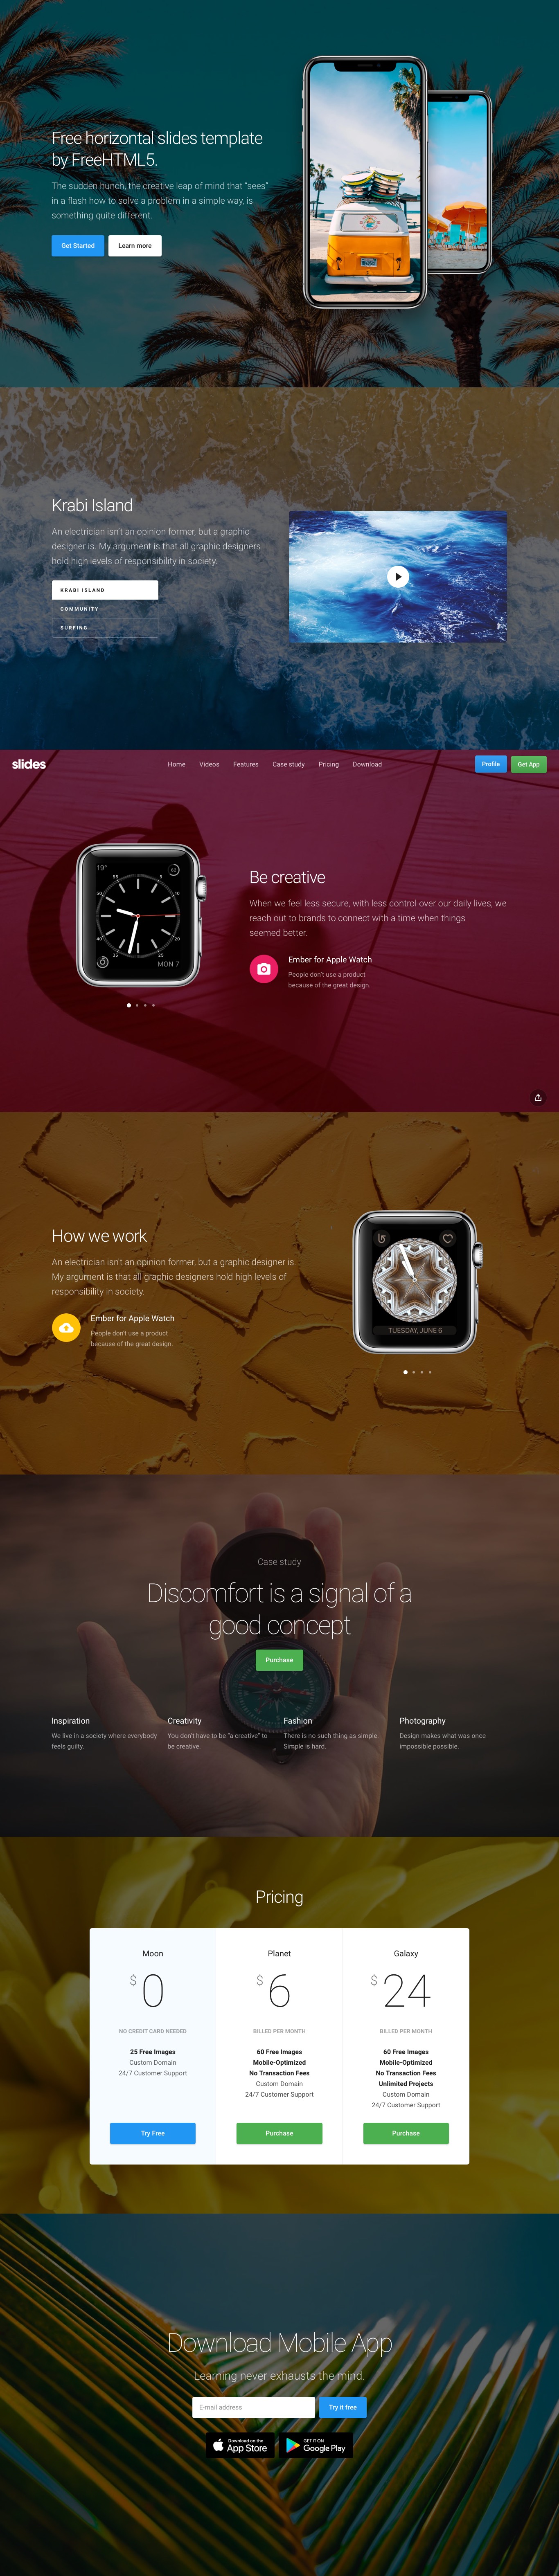 Free horizontal slides template
by FreeHTML5.
The sudden hunch, the creative leap of mind that “sees”
in a flash how to solve a problem in a simple way, is
something quite different.
Get Started
Learn more
Krabi Island
An electrician isn’t an opinion former, but a graphic
designer is. My argument is that all graphic designers
hold high levels of responsibility in society.
KRABI ISLAND
COMMUNITY
SURFING
slides
Home
Videos
Features
Case study
Pricing
Download
Profile
Get App
19°
62
55
5
50
10
20
40
35
25
MON 7
Be creative
When we feel less secure, with less control over our daily lives, we
reach out to brands to connect with a time when things
seemed better.
Ember for Apple Watch
People don’t use a product
because of the great design.
How we work
An electrician isn’t an opinion former, but a graphic designer is.
My argument is that all graphic designers hold high levels of
responsibility in society.
Ember for Apple Watch
People don’t use a product
because of the great design.
TUESDAY, JUNE 6
Case study
Discomfort is a signal of a
good concept
Purchase
Inspiration
We live in a society where everybody
feels guilty.
Creativity
You don’t have to be “a creative” to
be creative.
Fashion
There is no such thing as simple.
Simple is hard.
Photography
Design makes what was once
impossible possible.
Pricing
Moon
$ 0
NO CREDIT CARD NEEDED
25 Free Images
Custom Domain
24/7 Customer Support
Try Free
Planet
$ 6
BILLED PER MONTH
60 Free Images
Mobile-Optimized
No Transaction Fees
Custom Domain
24/7 Customer Support
Purchase
Galaxy
$ 24
BILLED PER MONTH
60 Free Images
Mobile-Optimized
No Transaction Fees
Unlimited Projects
Custom Domain
24/7 Customer Support
Purchase
Download Mobile App
Learning never exhausts the mind.
E-mail address
Try it free
Download on the
App Store
GET IT ON
Google Play